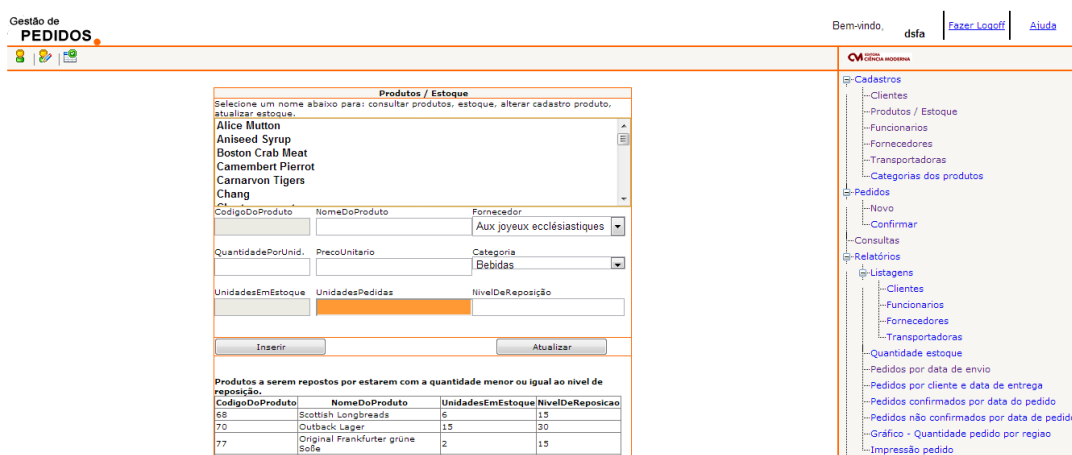 Gestão de
PEDIDOS
Bem-vindo, dsfa Fazer Logoff Ajuda
EDITORA
CIÊNCIA MODERNA
Produtos / Estoque
Selecione um nome abaixo para: consultar produtos, estoque, alterar cadastro produto,
atualizar estoque.
Alice Mutton
Aniseed Syrup
Boston Crab Meat
Camembert Pierrot
Carnarvon Tigers
Chang
CodigoDoProduto NomeDoProduto Fornecedor
Aux joyeux ecclésiastiques
QuantidadePorUnid. PrecoUnitario Categoria
Bebidas
UnidadesEmEstoque UnidadesPedidas NivelDeReposição
Inserir Atualizar
Produtos a serem repostos por estarem com a quantidade menor ou igual ao nivel de
reposição.
CodigoDoProduto NomeDoProduto UnidadesEmEstoque NivelDeReposicao
68 Scottish Longbreads 6 15
70 Outback Lager 15 30
77 Original Frankfurter grüne
Soße 2 15
Cadastros
Clientes
Produtos / Estoque
Funcionarios
Fornecedores
Transportadoras
Categorias dos produtos
Pedidos
Novo
Confirmar
Consultas
Relatórios
Listagens
Clientes
Funcionarios
Fornecedores
Transportadoras
Quantidade estoque
Pedidos por data de envio
Pedidos por cliente e data de entrega
Pedidos confirmados por data do pedido
Pedidos não confirmados por data de pedido
Gráfico - Quantidade pedido por regiao
Impressão pedido